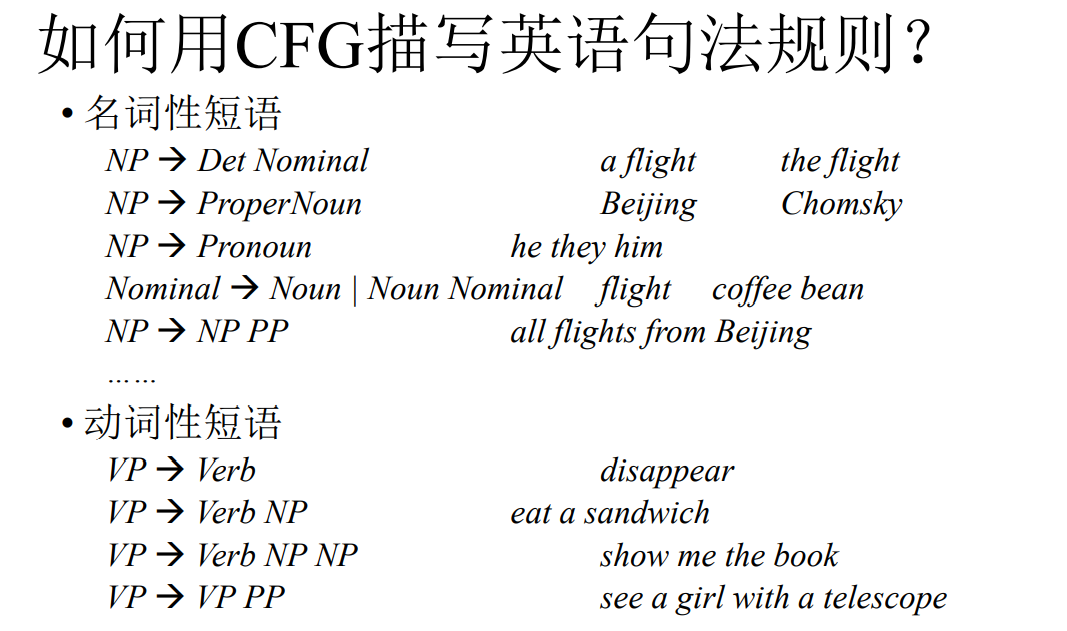 如何用CFG描写英语句法规则？
• 名词性短语
NP → Det Nominal a flight the flight
NP → ProperNoun Beijing Chomsky
NP → Pronoun he they him
Nominal → Noun | Noun Nominal flight coffee bean
NP → NP PP all flights from Beijing
……
• 动词性短语
VP → Verb disappear
VP → Verb NP eat a sandwich
VP → Verb NP NP show me the book
VP → VP PP see a girl with a telescope